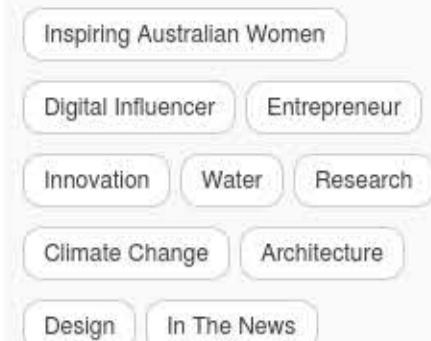 Inspiring Australian Women
Digital Influencer Entrepreneur
Innovation Water Research
Climate Change Architecture
Design In The News